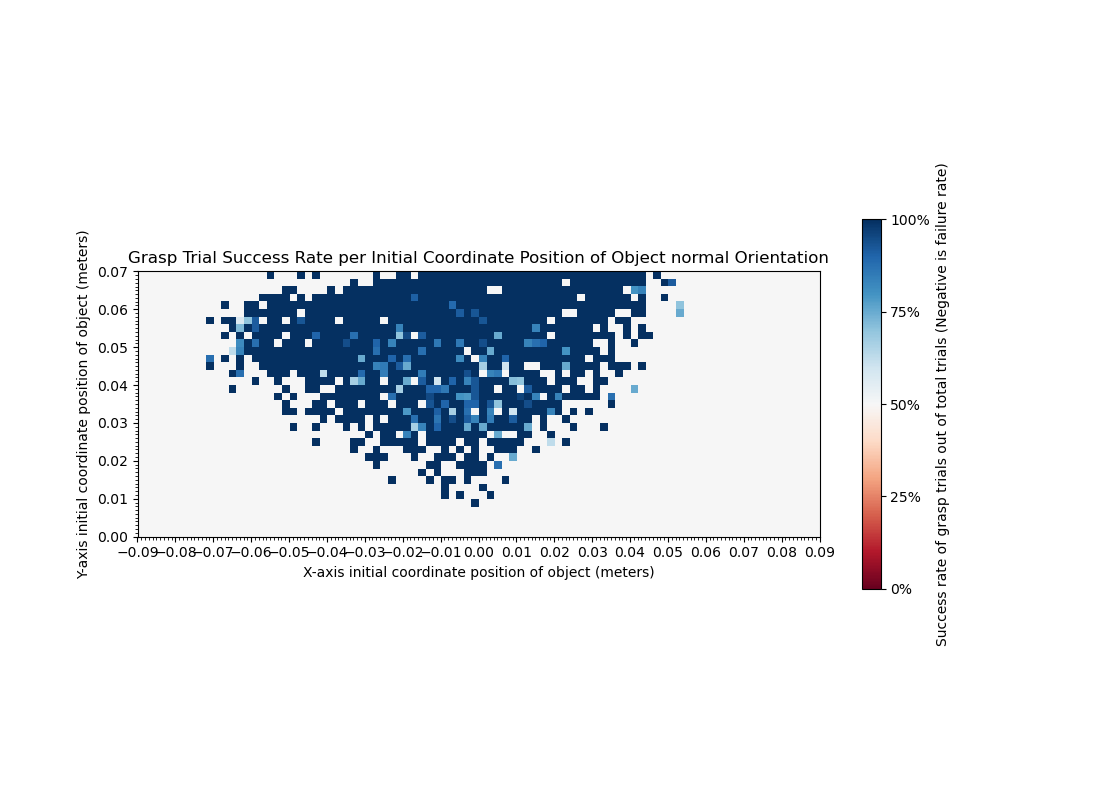 Grasp Trial Success Rate per Initial Coordinate Position of Object normal Orientation
Y-axis initial coordinate position of object (meters)
0.07
0.06
0.05
0.04
0.03
0.02
0.01
0.00
−0.09 −0.08 −0.07 −0.06 −0.05 −0.04 −0.03 −0.02 −0.01 0.00 0.01 0.02 0.03 0.04 0.05 0.06 0.07 0.08 0.09
X-axis initial coordinate position of object (meters)
100%
75%
50%
25%
0%
Success rate of grasp trials out of total trials (Negative is failure rate)